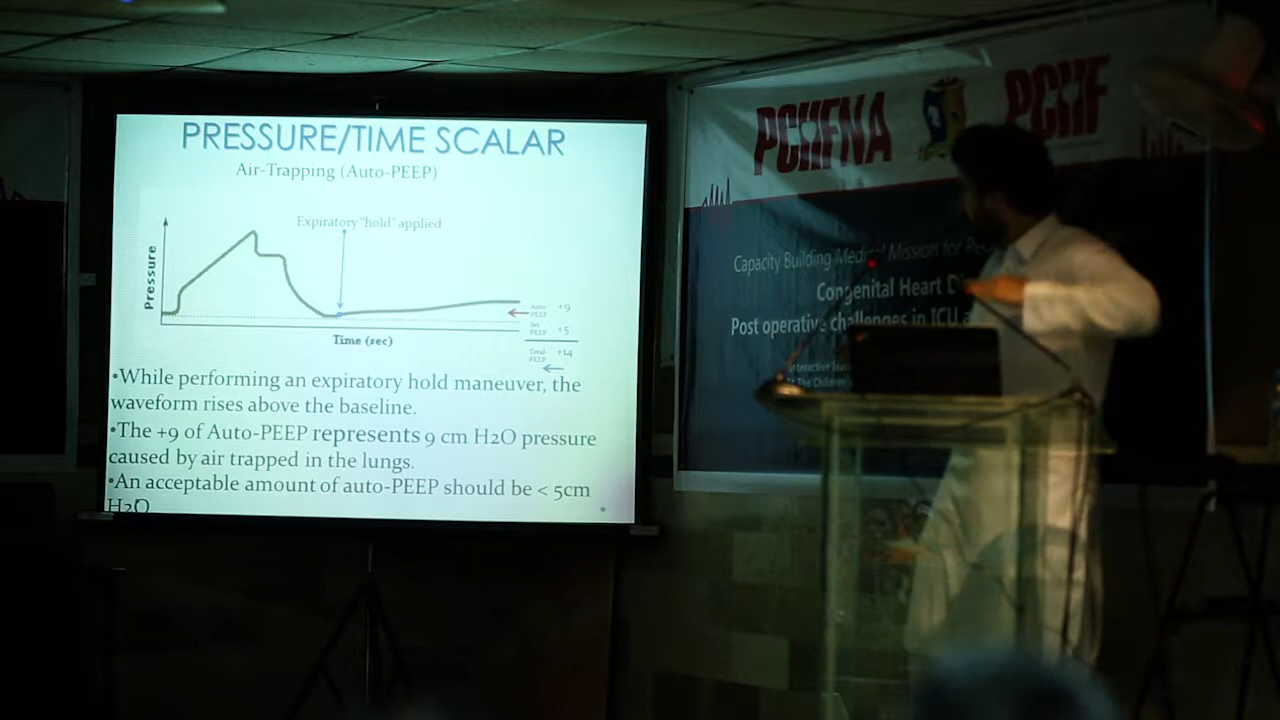 PRESSURE/TIME SCALAR
Air-Trapping (Auto-PEEP)
Expiratory "hold" applied
Pressure
Time (sec)
Auto-PEEP +9
Set PEEP +5
Total PEEP +14
•While performing an expiratory hold maneuver, the
waveform rises above the baseline.
•The +9 of Auto-PEEP represents 9 cm H2O pressure
caused by air trapped in the lungs.
•An acceptable amount of auto-PEEP should be < 5cm
H2O
PCHFNA
PCHF
Capacity Building Medical Mission for
Congenital Heart
Post operative challenges in ICU
The Children